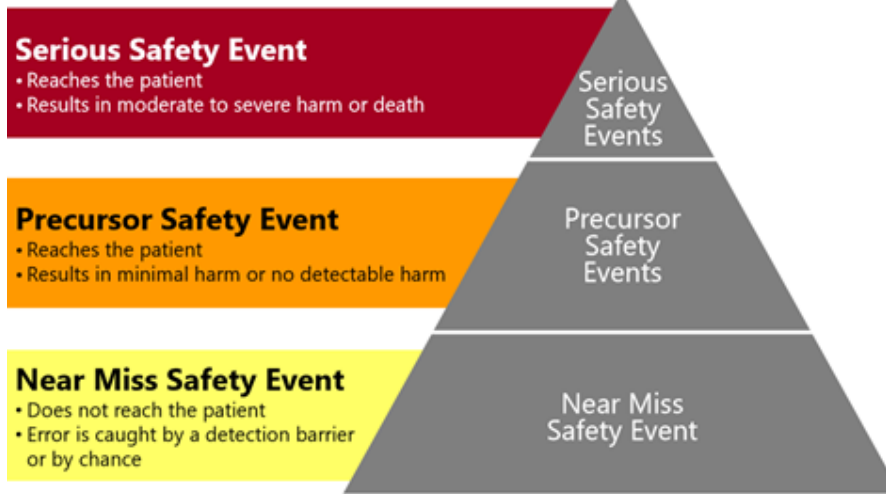 Serious Safety Event
• Reaches the patient
• Results in moderate to severe harm or death
Serious
Safety
Events
Precursor Safety Event
• Reaches the patient
• Results in minimal harm or no detectable harm
Precursor
Safety
Events
Near Miss Safety Event
• Does not reach the patient
• Error is caught by a detection barrier
or by chance
Near Miss
Safety Event